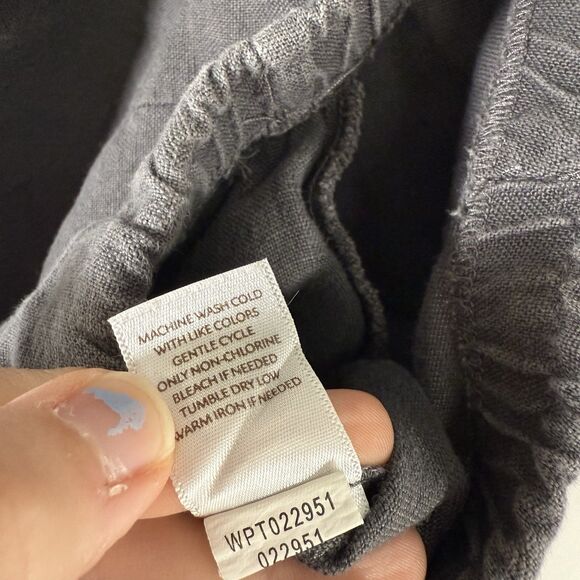 MACHINE WASH COLD
WITH LIKE COLORS
GENTLE CYCLE
ONLY NON-CHLORINE
BLEACH IF NEEDED
TUMBLE DRY LOW
WARM IRON IF NEEDED
WPT022951
022951